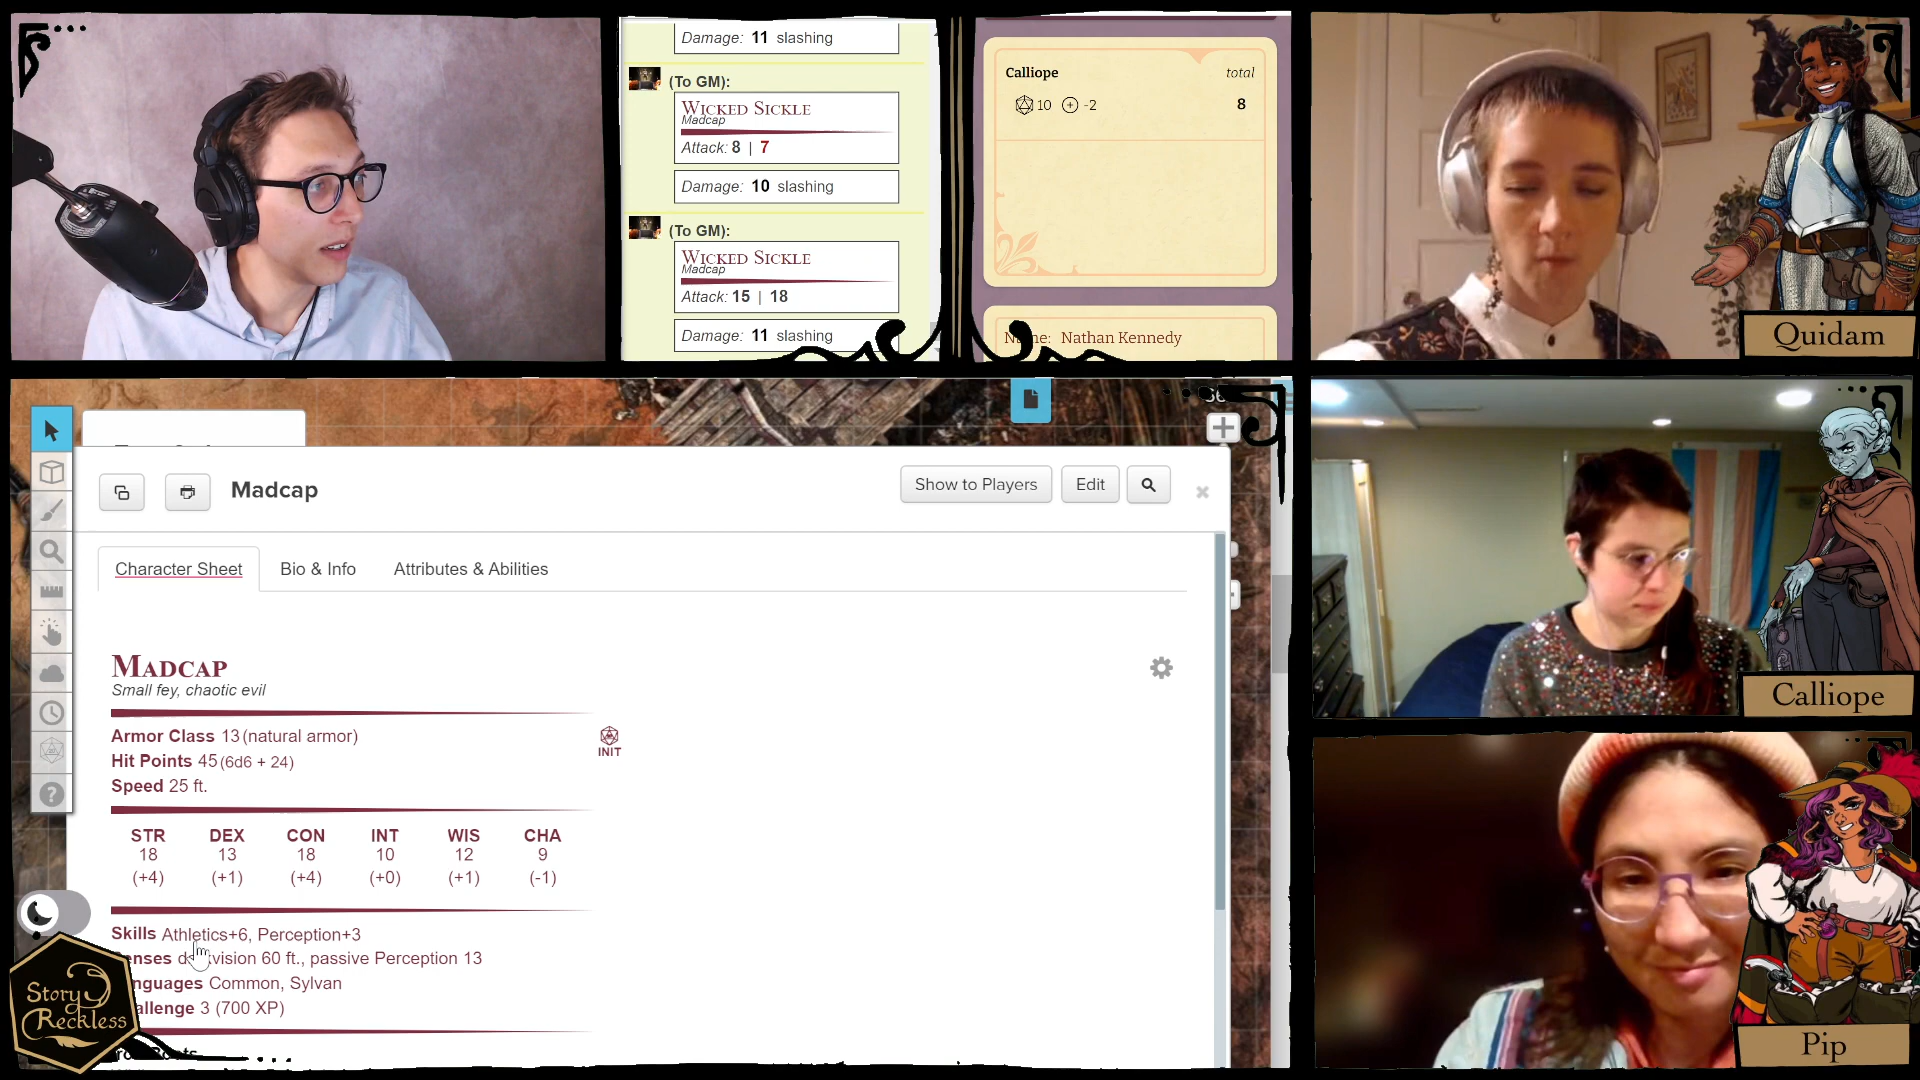 Damage: 11 slashing
(To GM):
Wicked Sickle
Madcap
Attack: 8 | 7
Damage: 10 slashing
(To GM):
Wicked Sickle
Madcap
Attack: 15 | 18
Damage: 11 slashing
Calliope total
10 + -2 8
Nathan Kennedy
Quidam
Calliope
Pip
Madcap
Show to Players
Edit
Character Sheet
Bio & Info
Attributes & Abilities
Madcap
Small fey, chaotic evil
Armor Class 13 (natural armor)
Hit Points 45 (6d6 + 24)
Speed 25 ft.
INIT
STR DEX CON INT WIS CHA
18 13 18 10 12 9
(+4) (+1) (+4) (+0) (+1) (-1)
Skills Athletics+6, Perception+3
60 ft., passive Perception 13
Common, Sylvan
3 (700 XP)
Story
Reckless